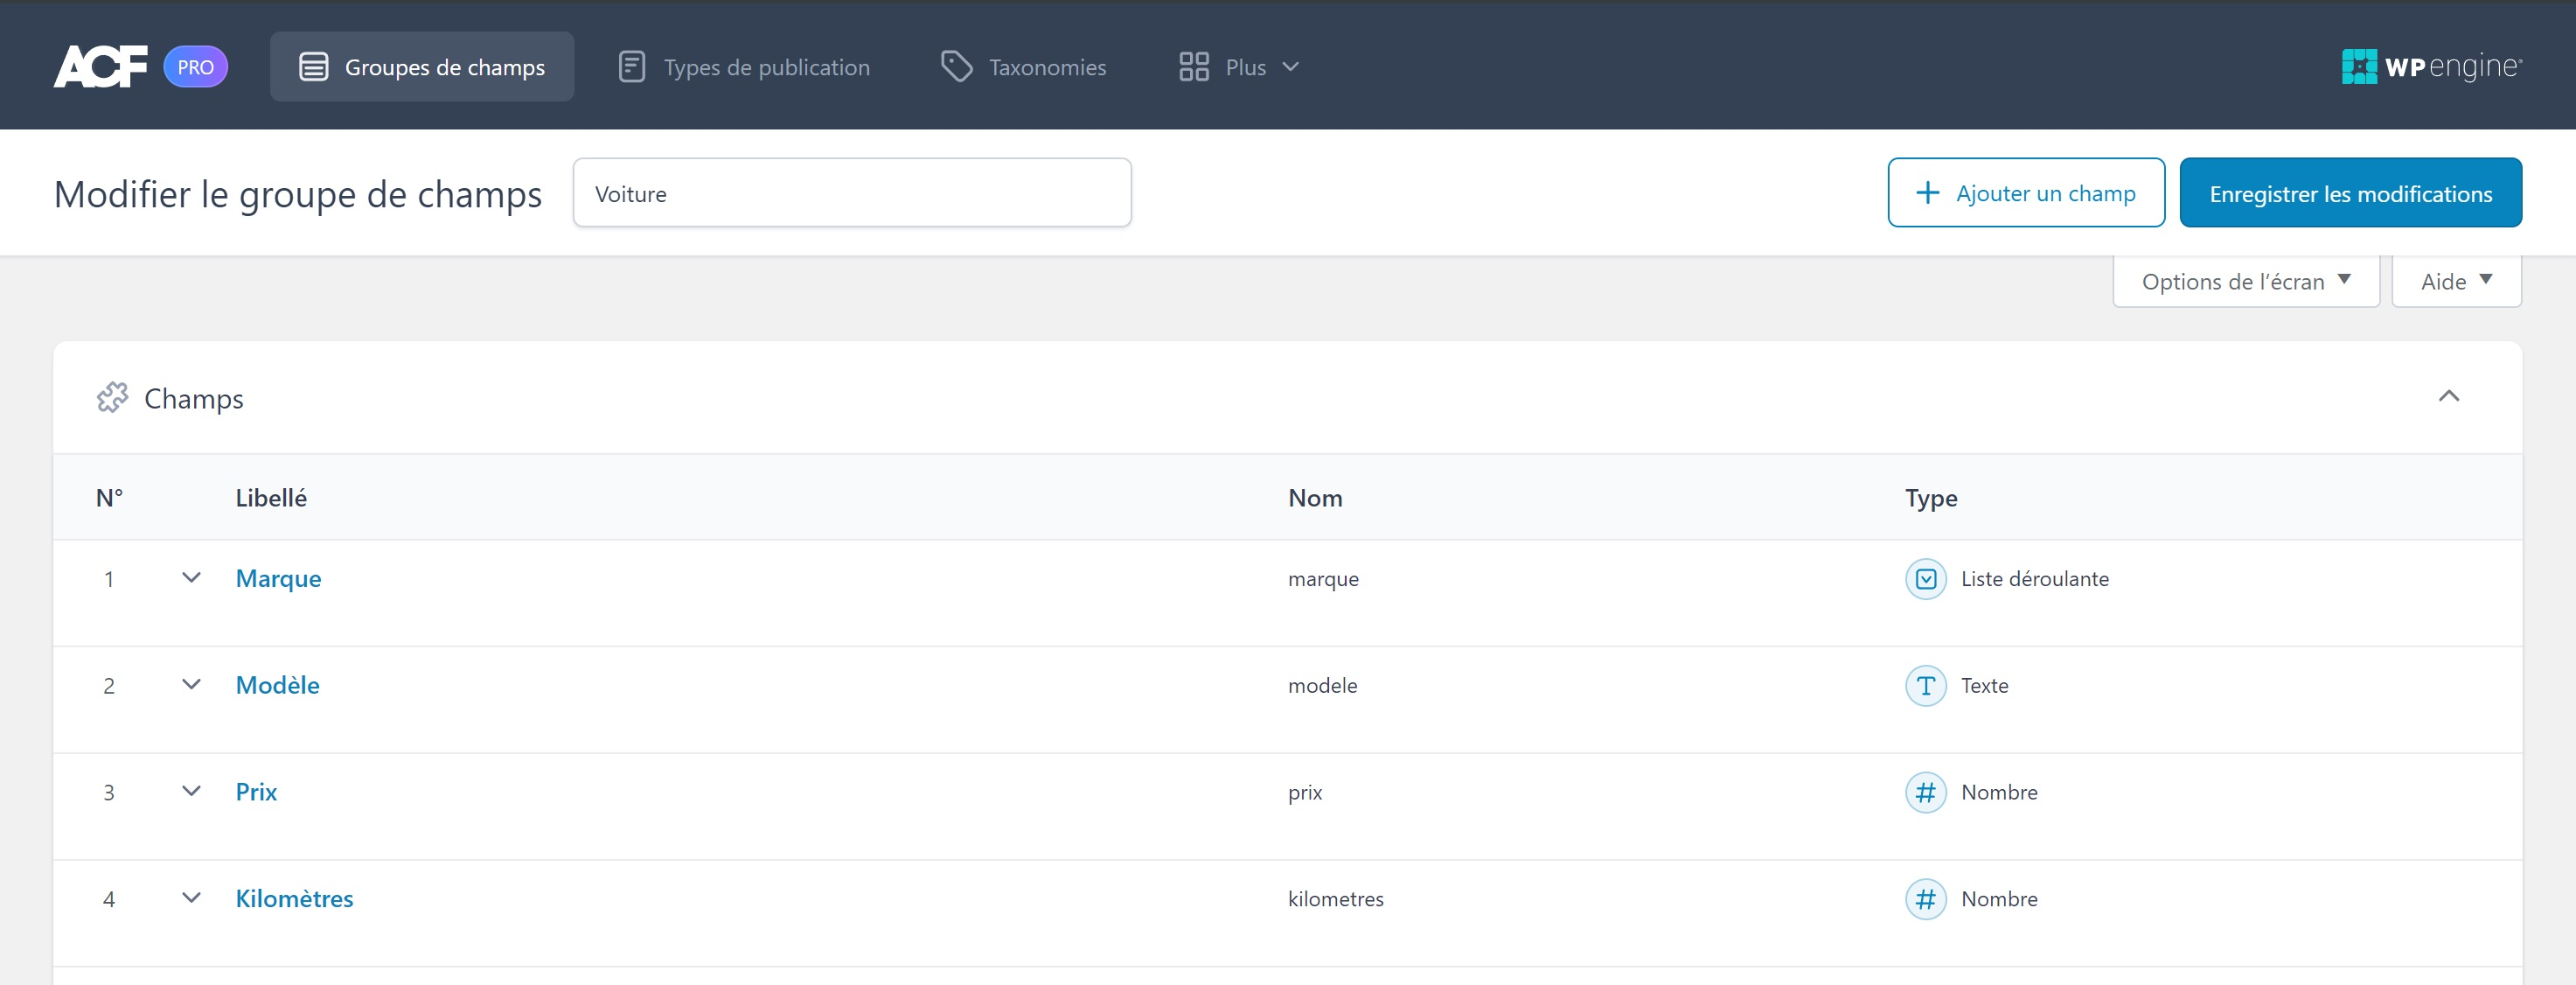 ACF PRO Groupes de champs Types de publication Taxonomies Plus WP engine
Modifier le groupe de champs Voiture + Ajouter un champ Enregistrer les modifications
Options de l’écran Aide
Champs
N° Libellé Nom Type
1 Marque marque Liste déroulante
2 Modèle modele Texte
3 Prix prix Nombre
4 Kilomètres kilometres Nombre